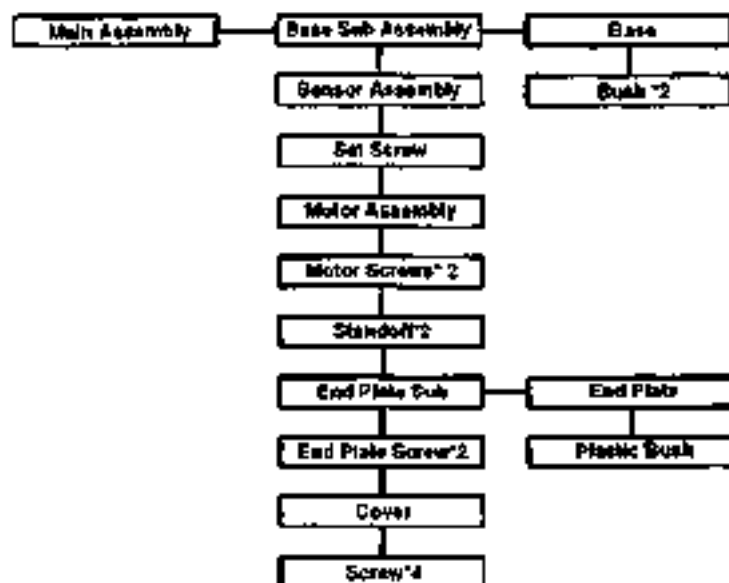 Main Assembly
Base Sub Assembly
Base
Sensor Assembly
Bush *2
Set Screw
Motor Assembly
Motor Screws* 2
Standoff*2
End Plate Sub
End Plate
End Plate Screw*2
Plastic Bush
Cover
Screw*4